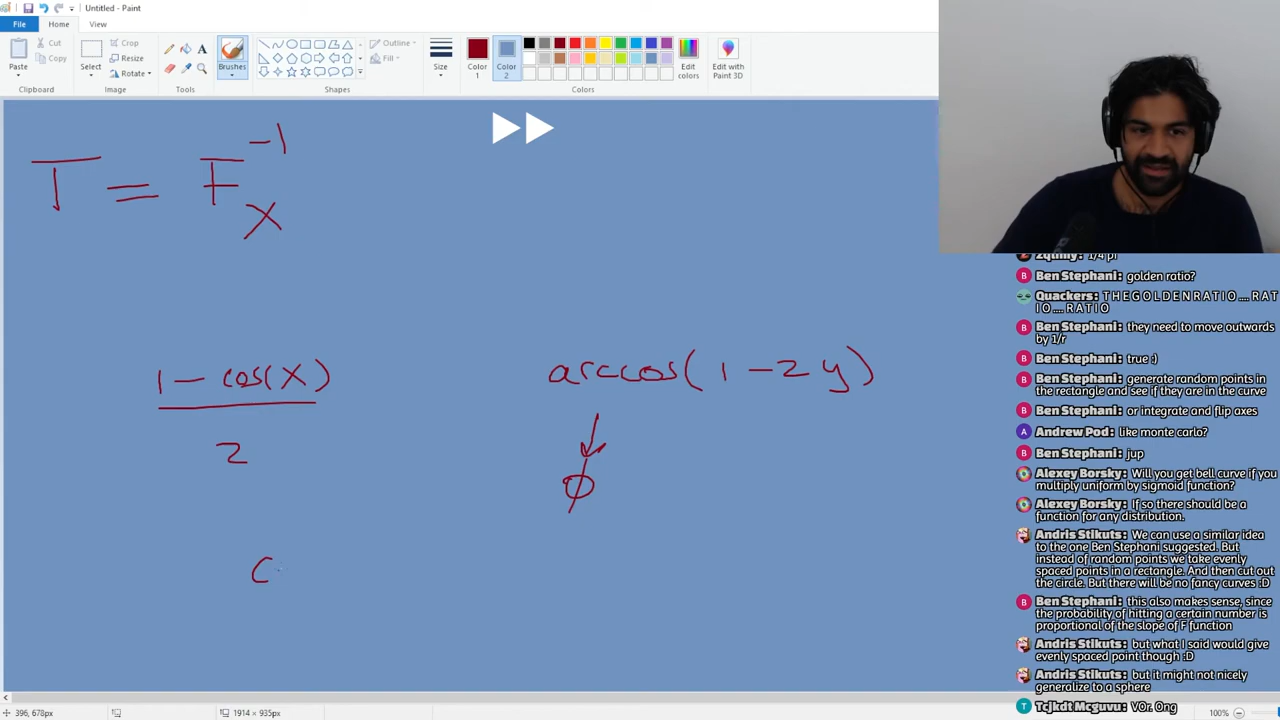 Untitled - Paint
File Home View
Paste
Cut
Copy
Clipboard
Select
Crop
Resize
Rotate
Image
A
Tools
Brushes
Shapes
Outline
Fill
Size
Color 1
Color 2
Edit colors
Edit with Paint 3D
Colors
T = F_X^{-1}
1 - cos(X)
2
arccos(1 - 2y)
ϕ
C
1/4 pi
Ben Stephani: golden ratio?
Quackers: T H E G O L D E N R A T I O .... R A T
I O .... R A T I O
Ben Stephani: they need to move outwards
by 1/r
Ben Stephani: true :)
Ben Stephani: generate random points in
the rectangle and see if they are in the curve
Ben Stephani: or integrate and flip axes
Andrew Pod: like monte carlo?
Ben Stephani: jup
Alexey Borsky: Will you get bell curve if you
multiply uniform by sigmoid function?
Alexey Borsky: If so there should be a
function for any distribution.
Andris Stikuts: We can use a similar idea
to the one Ben Stephani suggested. But
instead of random points we take evenly
spaced points in a rectangle. And then cut out
the circle. But there will be no fancy curves :D
Ben Stephani: this also makes sense, since
the probability of hitting a certain number is
proportional of the slope of F function
Andris Stikuts: but what I said would give
evenly spaced point though :D
Andris Stikuts: but it might not nicely
generalize to a sphere
Tcjkdt Mcguvu: VOr. Ong
396, 678px
1914 × 935px
100%